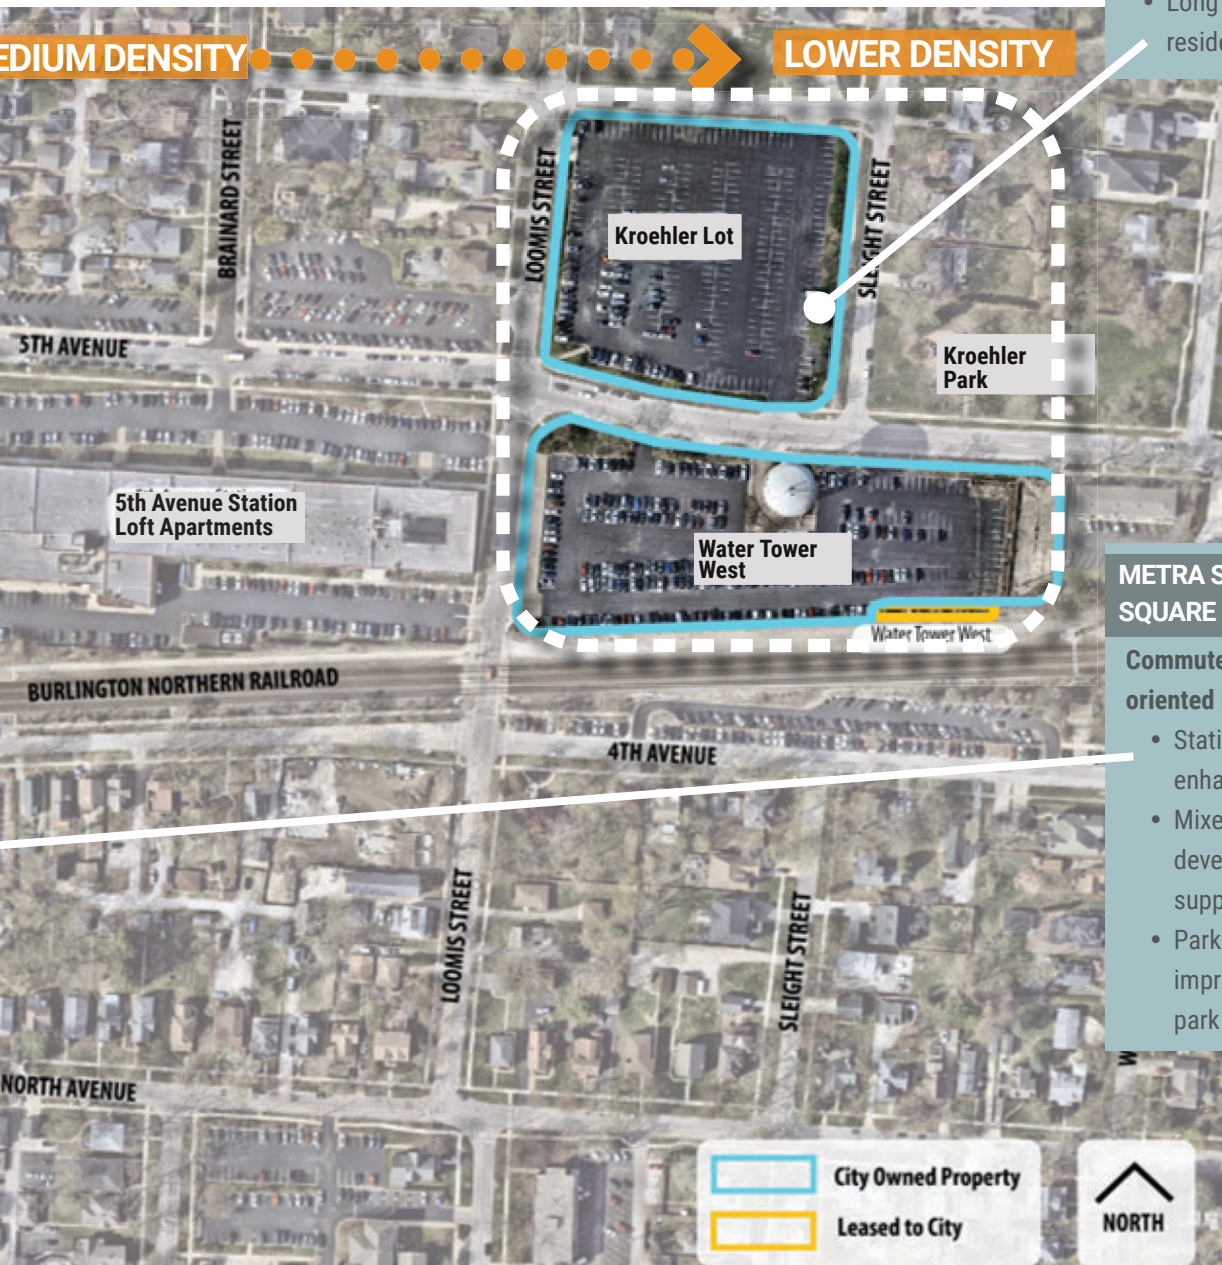 • Long
reside
EDIUM DENSITY
LOWER DENSITY
BRAINARD STREET
LOOMIS STREET
SLEIGHT STREET
Kroehler Lot
5TH AVENUE
Kroehler
Park
5th Avenue Station
Loft Apartments
Water Tower
West
Water Tower West
METRA S
SQUARE
Commute
oriented
• Stati
enha
• Mixe
deve
supp
• Park
impr
park
BURLINGTON NORTHERN RAILROAD
4TH AVENUE
LOOMIS STREET
SLEIGHT STREET
W
NORTH AVENUE
City Owned Property
Leased to City
NORTH